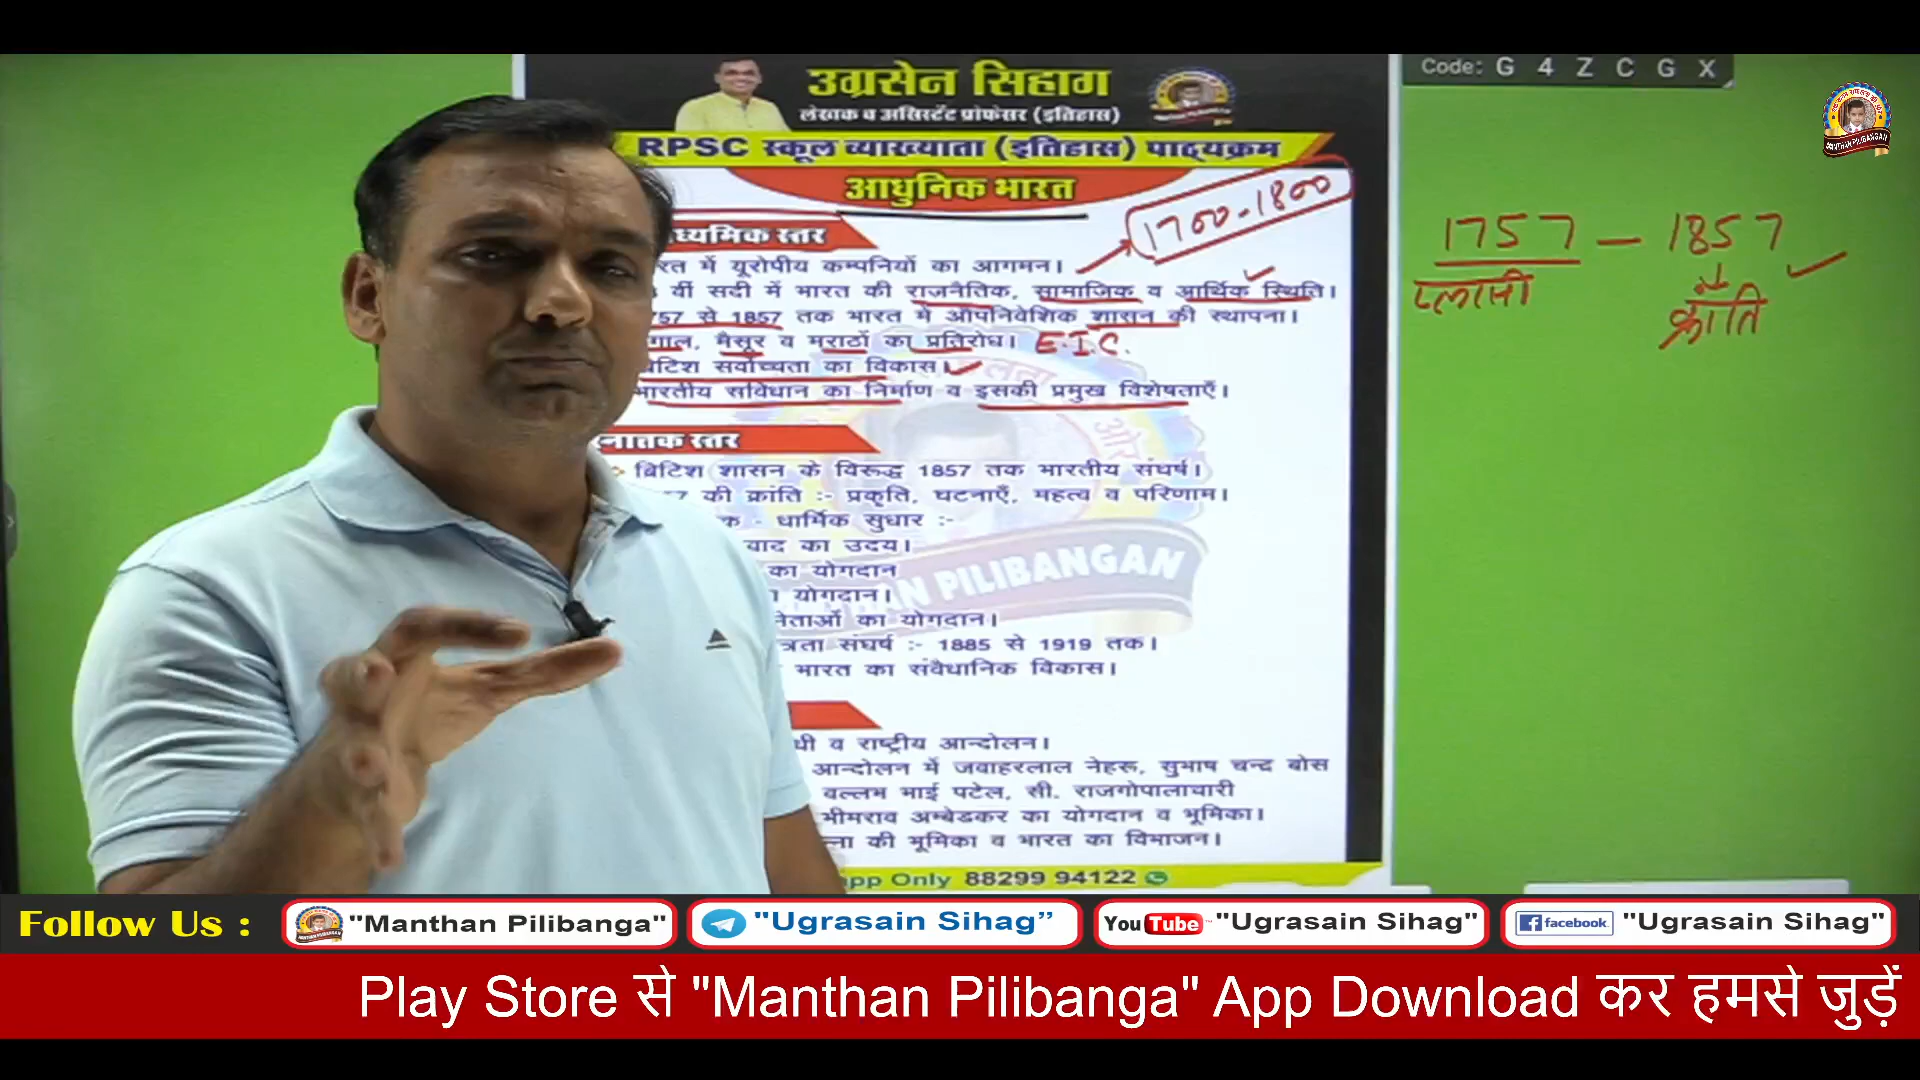 Code: G 4 Z C G X
उग्रसेन सिहाग
लेखक व असिस्टेंट प्रोफेसर (इतिहास)
RPSC स्कूल व्याख्याता (इतिहास) पाठ्यक्रम
आधुनिक भारत
1700-1800
1757 – 1857
प्लासी
क्रांति
ध्यमिक स्तर
रत में यूरोपीय कम्पनियों का आगमन।
वीं सदी में भारत की राजनैतिक, सामाजिक व आर्थिक स्थिति।
757 से 1857 तक भारत में औपनिवेशिक शासन की स्थापना।
गाल, मैसूर व मराठों का प्रतिरोध। E.I.C.
ब्रिटिश सर्वोच्चता का विकास।
भारतीय संविधान का निर्माण व इसकी प्रमुख विशेषताएँ।
स्नातक स्तर
ब्रिटिश शासन के विरूद्ध 1857 तक भारतीय संघर्ष।
की क्रांति :- प्रकृति, घटनाएँ, महत्व व परिणाम।
क - धार्मिक सुधार :-
वाद का उदय।
का योगदान
योगदान।
नेताओं का योगदान।
त्रता संघर्ष :- 1885 से 1919 तक।
भारत का संवैधानिक विकास।
धी व राष्ट्रीय आन्दोलन।
आन्दोलन में जवाहरलाल नेहरू, सुभाष चन्द्र बोस
वल्लभ भाई पटेल, सी. राजगोपालाचारी
भीमराव अम्बेडकर का योगदान व भूमिका।
न्ना की भूमिका व भारत का विभाजन।
app Only 88299 94122
MANTHAN PILIBANGAN
Follow Us : "Manthan Pilibanga" "Ugrasain Sihag” YouTube "Ugrasain Sihag" facebook "Ugrasain Sihag"
Play Store से "Manthan Pilibanga" App Download कर हमसे जुड़ें